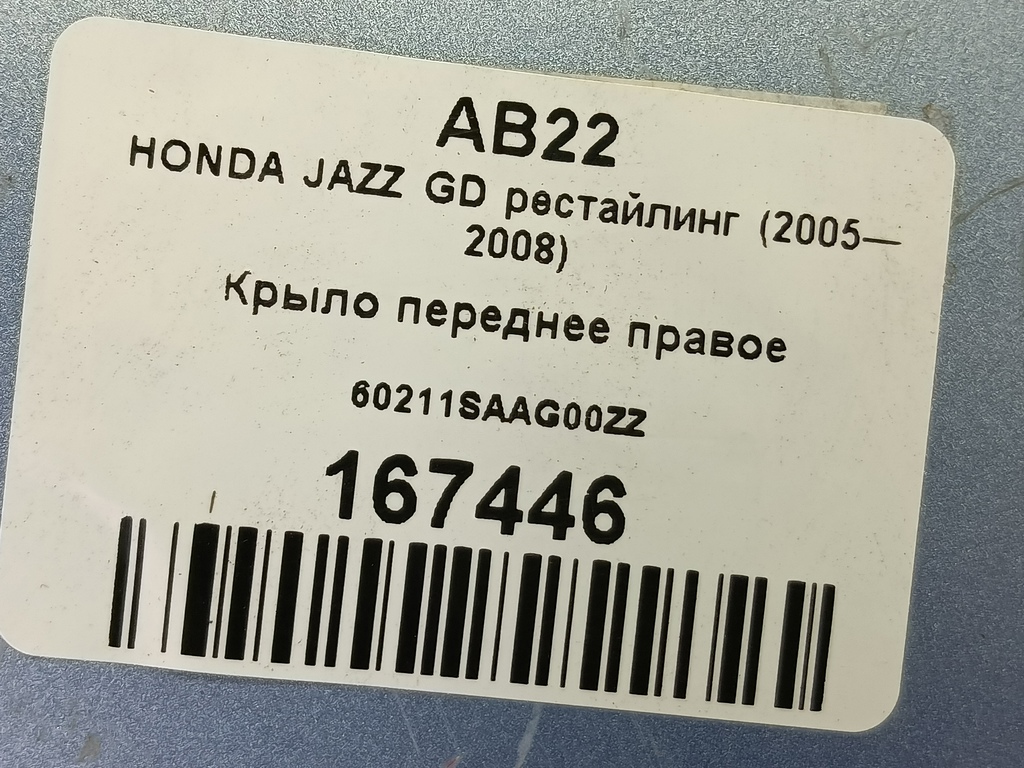 AB22
HONDA JAZZ GD рестайлинг (2005—
2008)
Крыло переднее правое
60211SAAG00ZZ
167446